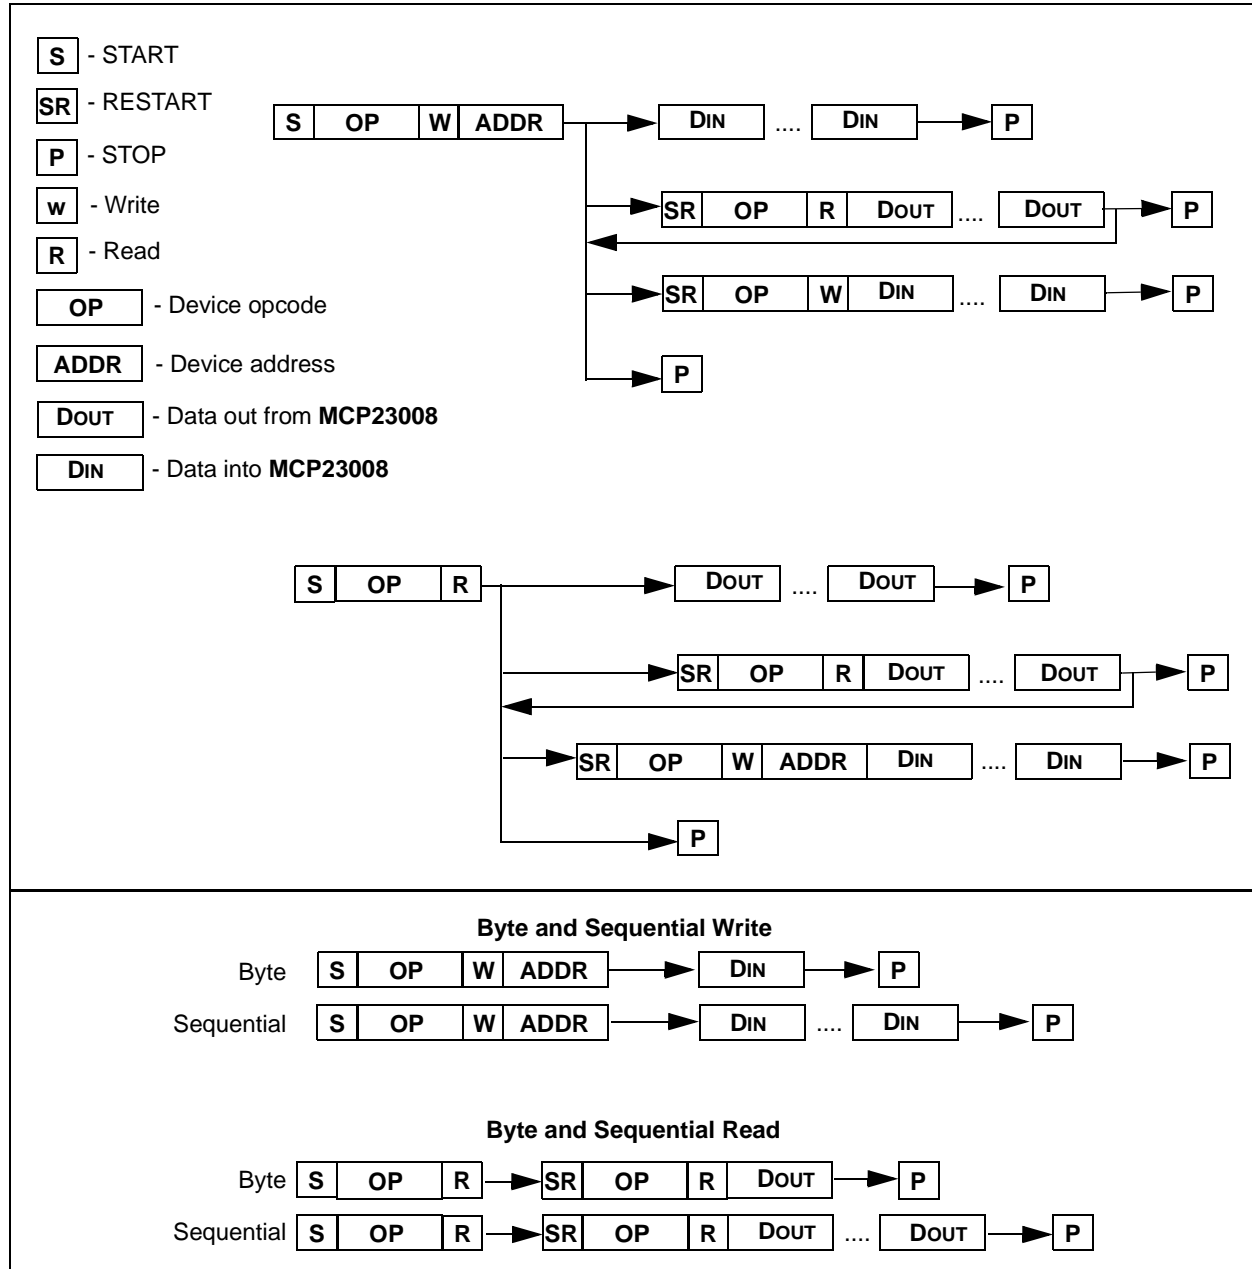 S - START
SR - RESTART
P - STOP
w - Write
R - Read
OP - Device opcode
ADDR - Device address
DOUT - Data out from MCP23008
DIN - Data into MCP23008
S OP W ADDR DIN .... DIN P
SR OP R DOUT .... DOUT P
SR OP W DIN .... DIN P
P
S OP R DOUT .... DOUT P
SR OP R DOUT .... DOUT P
SR OP W ADDR DIN .... DIN P
P
Byte and Sequential Write
Byte S OP W ADDR DIN P
Sequential S OP W ADDR DIN .... DIN P
Byte and Sequential Read
Byte S OP R SR OP R DOUT P
Sequential S OP R SR OP R DOUT .... DOUT P